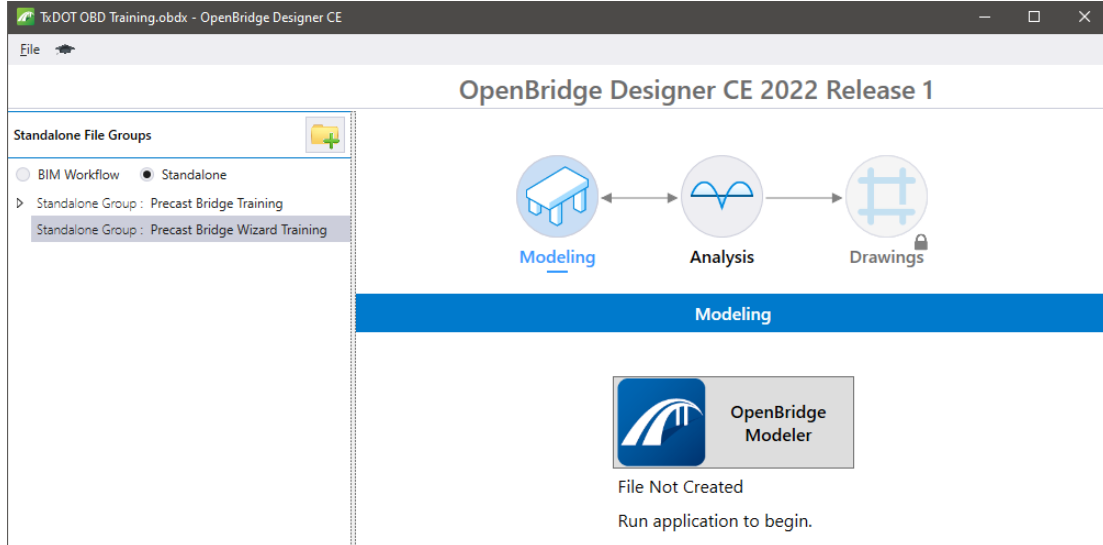 TxDOT OBD Training.obdx - OpenBridge Designer CE
File
OpenBridge Designer CE 2022 Release 1
Standalone File Groups
BIM Workflow Standalone
Standalone Group : Precast Bridge Training
Standalone Group : Precast Bridge Wizard Training
Modeling Analysis Drawings
Modeling
OpenBridge
Modeler
File Not Created
Run application to begin.